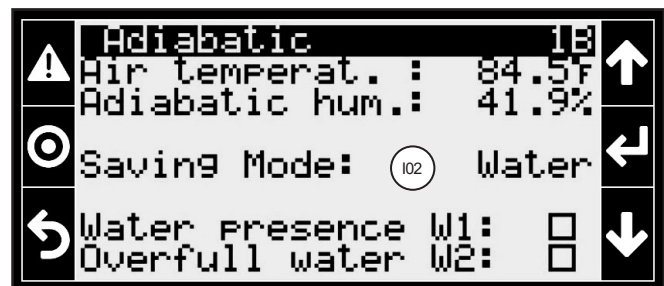 Adiabatic 1B
Air temperat. : 84.5°F
Adiabatic hum.: 41.9%
Saving Mode: I02 Water
Water presence W1: □
Overfull water W2: □